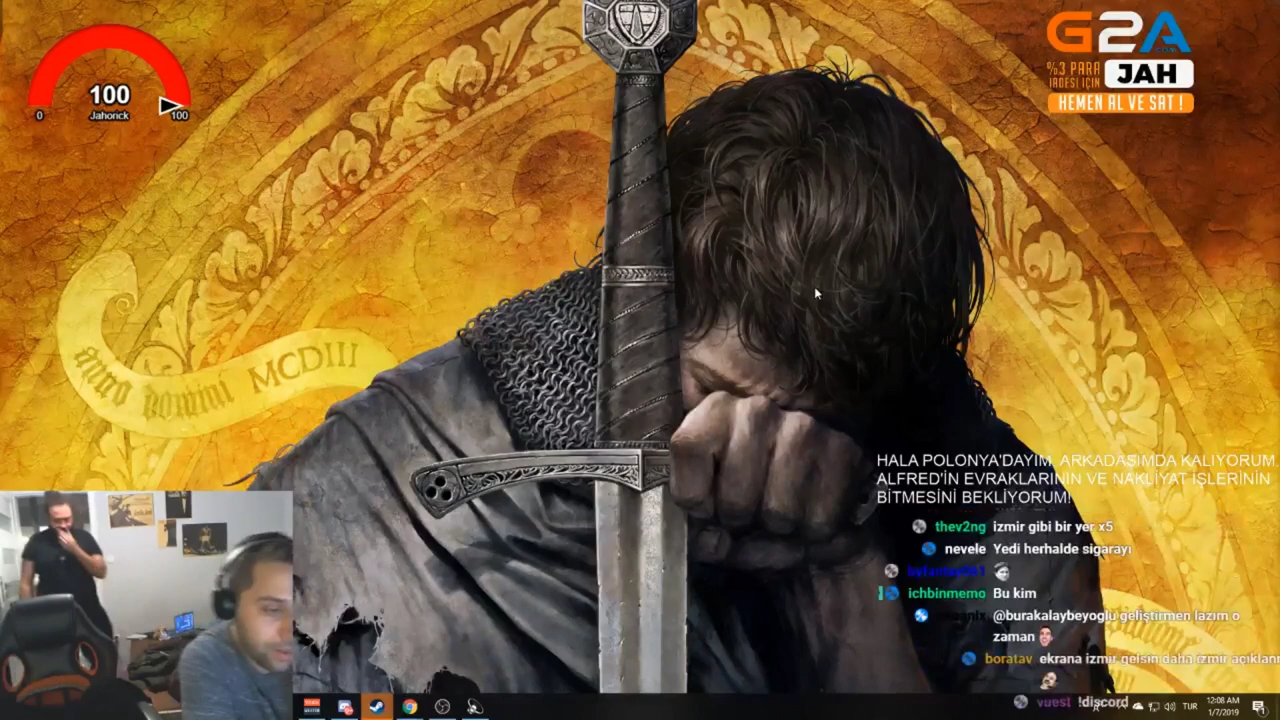 G2A
.com
%3 PARA
İADESİ İÇİN
JAH
HEMEN AL VE SAT !
100
Jahorick
0
100
anno domini MCDIII
HALA POLONYA'DAYIM, ARKADAŞIMDA KALIYORUM
ALFRED'İN EVRAKLARININ VE NAKLİYAT İŞLERİNİN
BİTMESİNİ BEKLİYORUM!
thev2ng izmir gibi bir yer x5
nevele Yedi herhalde sigarayı
ichbinmemo Bu kim
@burakalaybeyoglu geliştirmen lazım o
zaman
boratav ekrana izmir gelsin daha izmir açıkları
vuest !discord
TUR
12:08 AM
1/7/2019